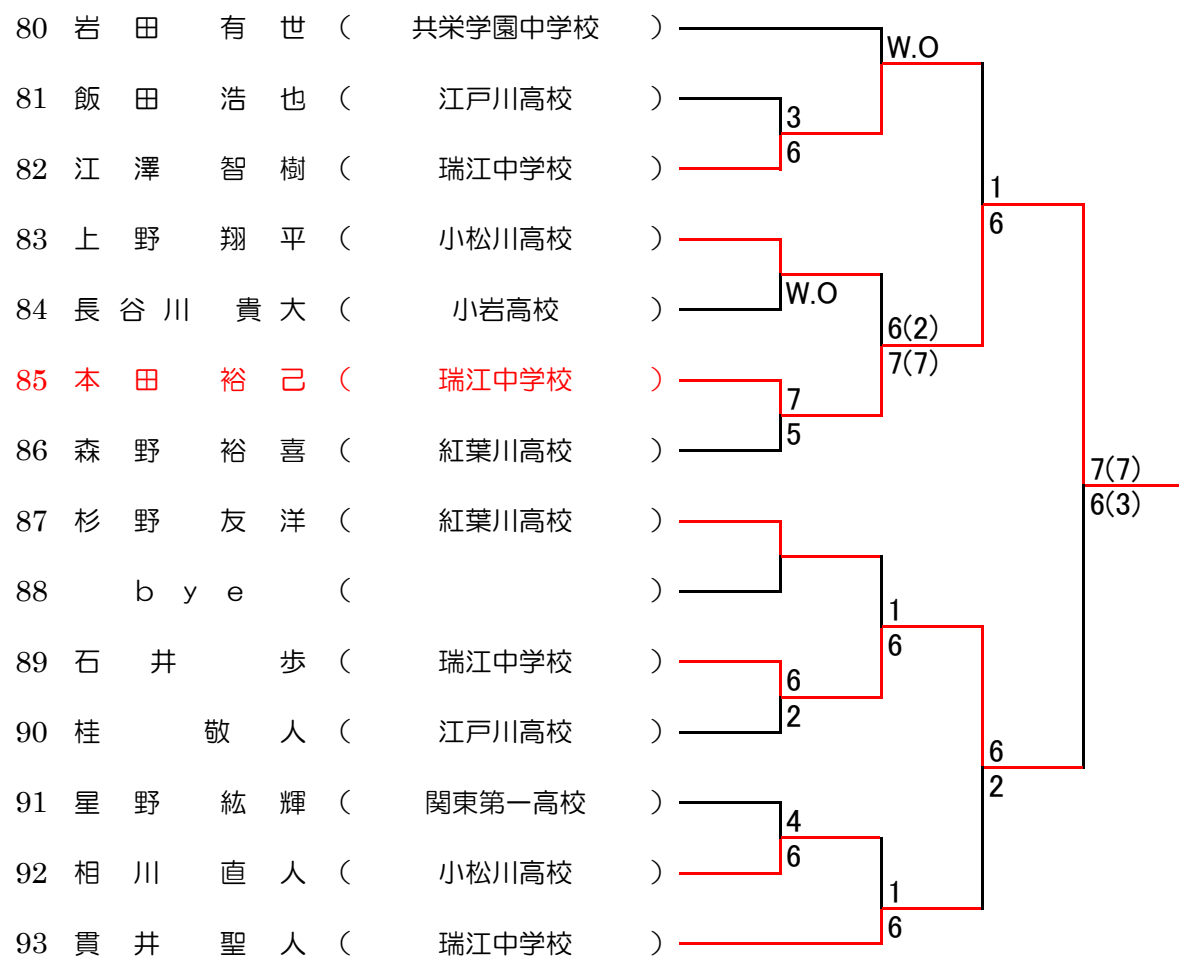 80 岩田 有世 ( 共栄学園中学校 )
W.O
81 飯田 浩也 ( 江戸川高校 )
3
6
82 江澤 智樹 ( 瑞江中学校 )
1
6
83 上野 翔平 ( 小松川高校 )
W.O
84 長谷川 貴大 ( 小岩高校 )
6(2)
7(7)
85 本田 裕己 ( 瑞江中学校 )
7
5
86 森野 裕喜 ( 紅葉川高校 )
7(7)
6(3)
87 杉野 友洋 ( 紅葉川高校 )
88 bye ( )
1
6
89 石井 歩 ( 瑞江中学校 )
6
2
90 桂 敬人 ( 江戸川高校 )
6
2
91 星野 紘輝 ( 関東第一高校 )
4
6
92 相川 直人 ( 小松川高校 )
1
6
93 貫井 聖人 ( 瑞江中学校 )